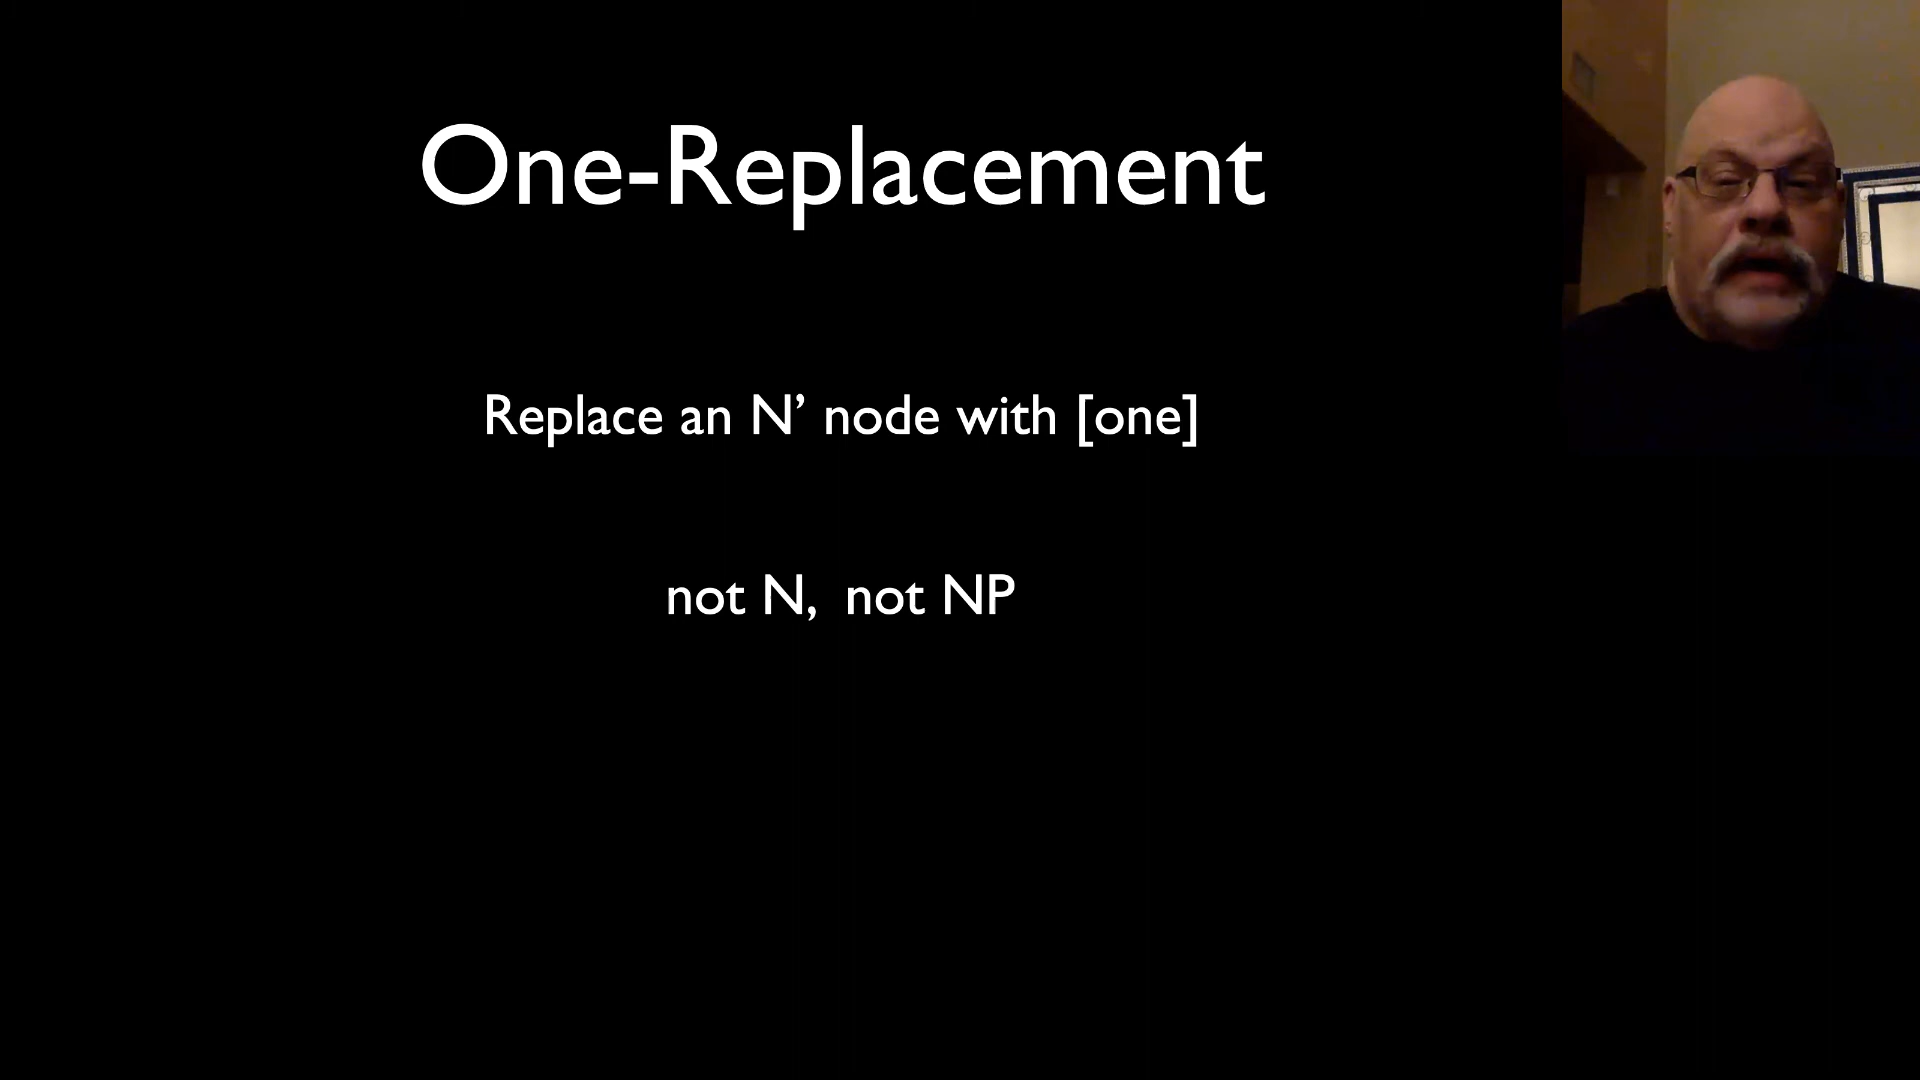 One-Replacement
Replace an N’ node with [one]
not N, not NP